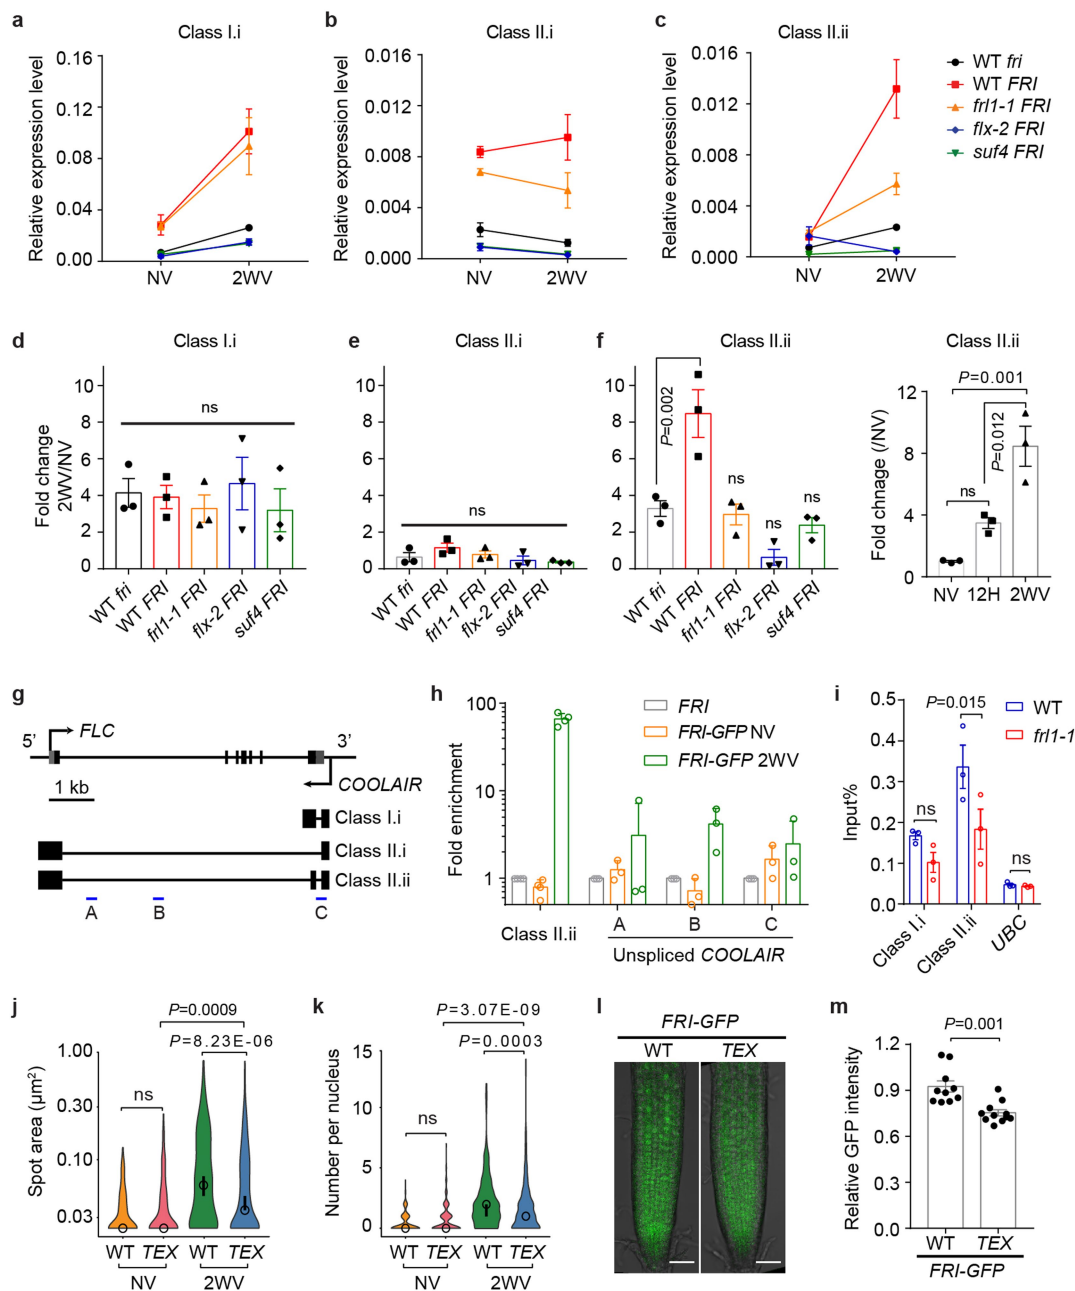 a
Class I.i
Relative expression level
0.16
0.12
0.08
0.04
0.00
NV
2WV
b
Class II.i
Relative expression level
0.016
0.012
0.008
0.004
0.000
NV
2WV
c
Class II.ii
Relative expression level
0.016
0.012
0.008
0.004
0.000
NV
2WV
WT fri
WT FRI
frl1-1 FRI
flx-2 FRI
suf4 FRI
d
Class I.i
Fold change
2WV/NV
10
8
6
4
2
0
ns
WT fri
WT FRI
frl1-1 FRI
flx-2 FRI
suf4 FRI
e
Class II.i
10
8
6
4
2
0
ns
WT fri
WT FRI
frl1-1 FRI
flx-2 FRI
suf4 FRI
f
Class II.ii
10
8
6
4
2
0
P=0.002
ns
ns
ns
WT fri
WT FRI
frl1-1 FRI
flx-2 FRI
suf4 FRI
Class II.ii
Fold chnage (/NV)
12
8
4
0
P=0.001
P=0.012
ns
NV
12H
2WV
g
5'
FLC
3'
COOLAIR
1 kb
Class I.i
Class II.i
Class II.ii
A
B
C
h
Fold enrichment
100
10
1
FRI
FRI-GFP NV
FRI-GFP 2WV
Class II.ii
A
B
C
Unspliced COOLAIR
i
Input%
0.5
0.4
0.3
0.2
0.1
0.0
P=0.015
WT
frl1-1
ns
ns
Class I.i
Class II.ii
UBC
j
Spot area (µm²)
1.00
0.30
0.10
0.03
P=0.0009
P=8.23E-06
ns
WT
TEX
WT
TEX
NV
2WV
k
Number per nucleus
15
10
5
0
P=3.07E-09
P=0.0003
ns
WT
TEX
WT
TEX
NV
2WV
l
FRI-GFP
WT
TEX
m
Relative GFP intensity
1.2
0.9
0.6
0.3
0.0
P=0.001
WT
TEX
FRI-GFP